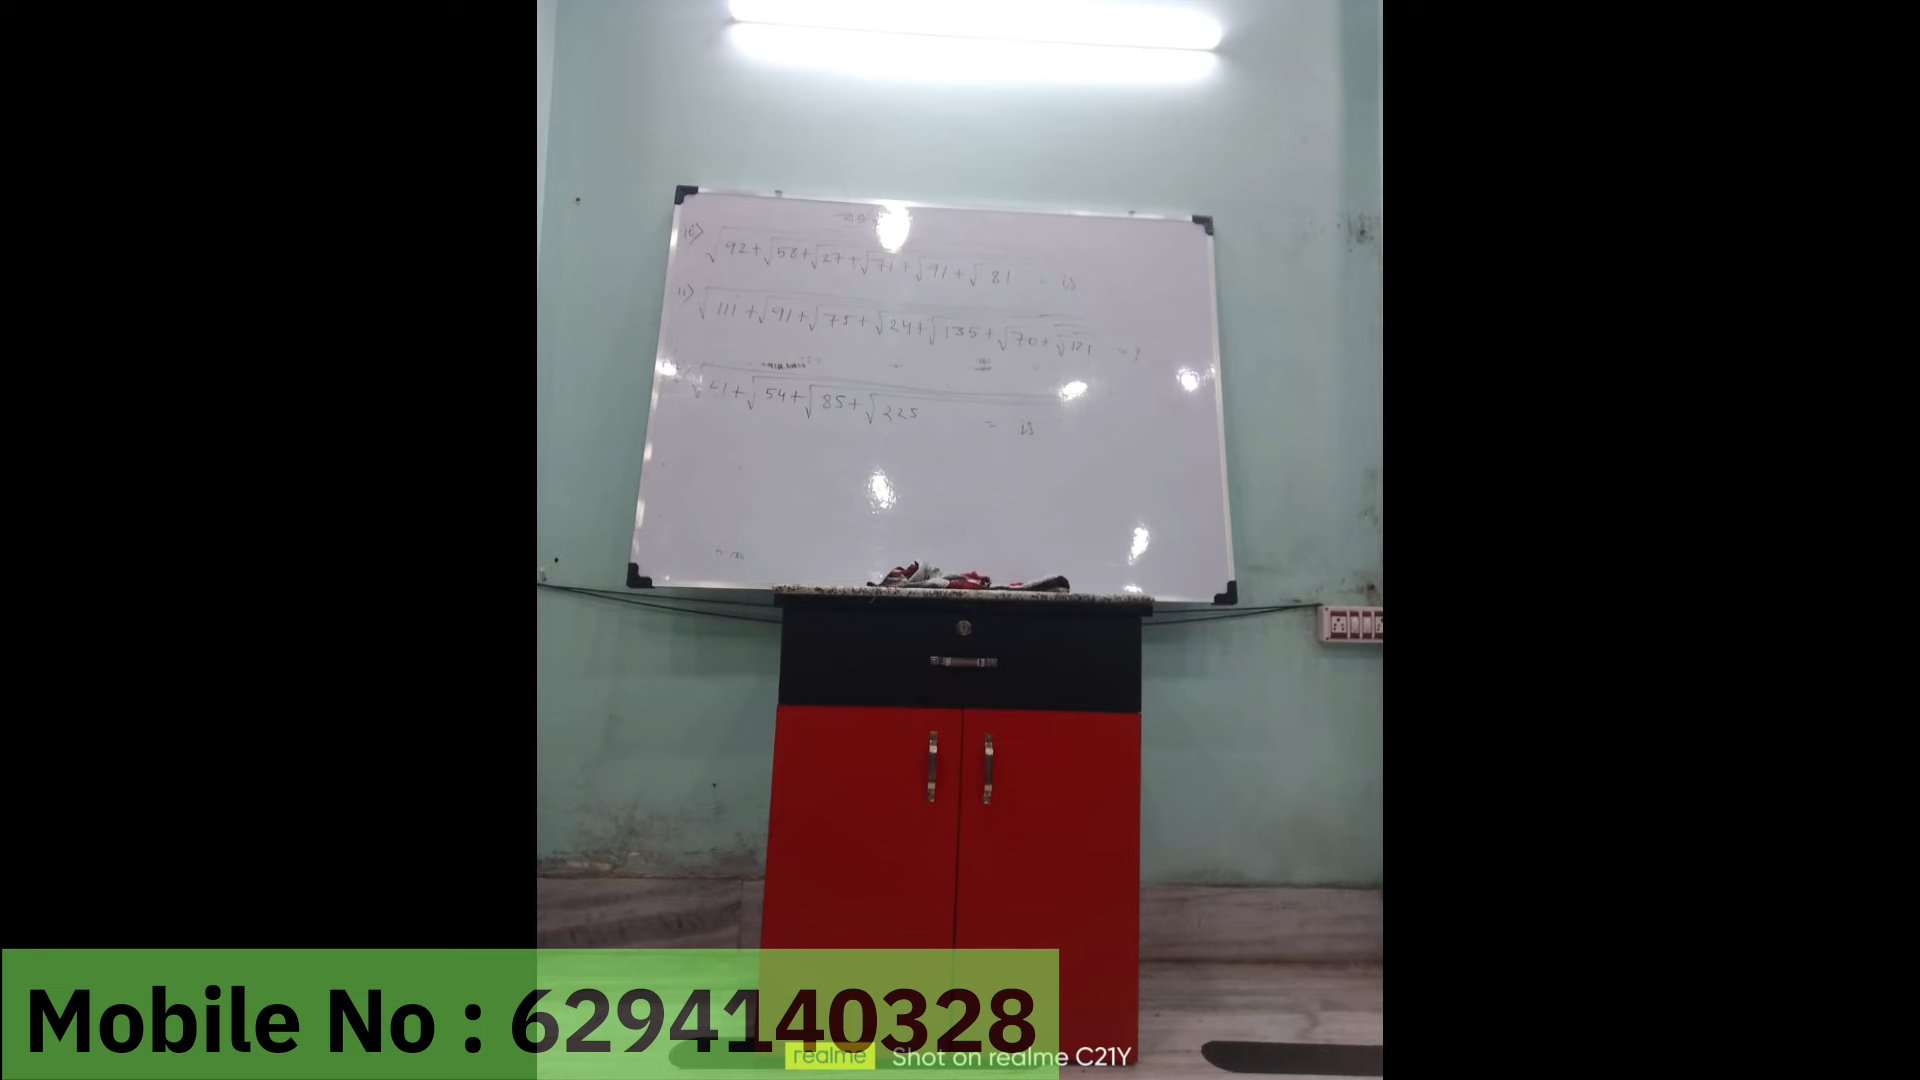 10) √92+√58+√27+√71+√91+√81 - is
11) √111+√91+√75+√24+√135+√70+√121 = ?
√41+√54+√85+√225 = is
Mobile No : 6294140328
realme Shot on realme C21Y